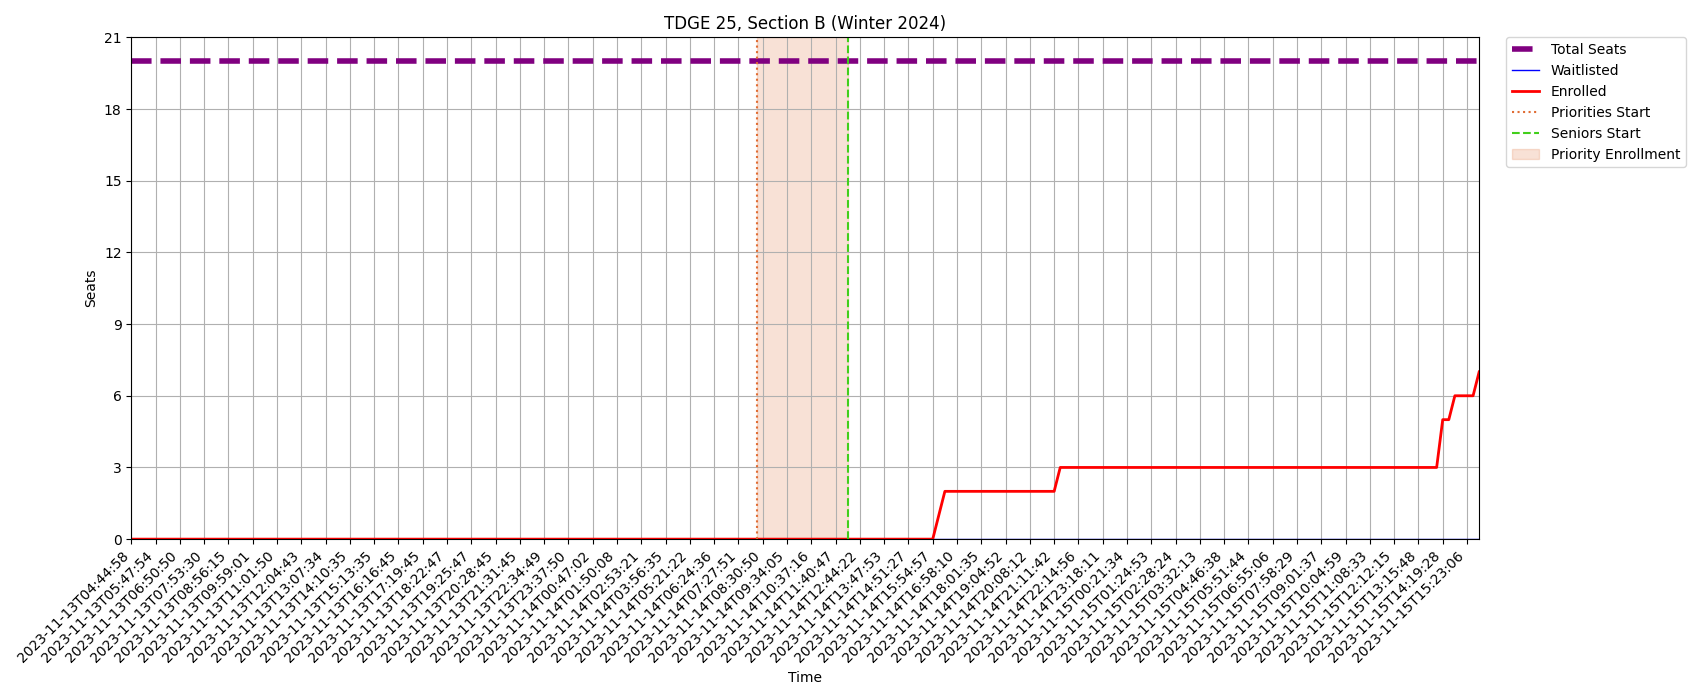 TDGE 25, Section B (Winter 2024)
21
18
15
12
9
6
3
0
Seats
Total Seats
Waitlisted
Enrolled
Priorities Start
Seniors Start
Priority Enrollment
2023-11-13T04:44:58
2023-11-13T05:47:54
2023-11-13T06:50:50
2023-11-13T07:53:30
2023-11-13T08:56:15
2023-11-13T09:59:01
2023-11-13T11:01:50
2023-11-13T12:04:43
2023-11-13T13:07:34
2023-11-13T14:10:35
2023-11-13T15:13:35
2023-11-13T16:16:45
2023-11-13T17:19:45
2023-11-13T18:22:47
2023-11-13T19:25:47
2023-11-13T20:28:45
2023-11-13T21:31:45
2023-11-13T22:34:49
2023-11-13T23:37:50
2023-11-14T00:47:02
2023-11-14T01:50:08
2023-11-14T02:53:21
2023-11-14T03:56:35
2023-11-14T05:21:22
2023-11-14T06:24:36
2023-11-14T07:27:51
2023-11-14T08:30:50
2023-11-14T09:34:05
2023-11-14T10:37:16
2023-11-14T11:40:47
2023-11-14T12:44:22
2023-11-14T13:47:53
2023-11-14T14:51:27
2023-11-14T15:54:57
2023-11-14T16:58:10
2023-11-14T18:01:35
2023-11-14T19:04:52
2023-11-14T20:08:12
2023-11-14T21:11:42
2023-11-14T22:14:56
2023-11-14T23:18:11
2023-11-15T00:21:34
2023-11-15T01:24:53
2023-11-15T02:28:24
2023-11-15T03:32:13
2023-11-15T04:46:38
2023-11-15T05:51:44
2023-11-15T06:55:06
2023-11-15T07:58:29
2023-11-15T09:01:37
2023-11-15T10:04:59
2023-11-15T11:08:33
2023-11-15T12:12:15
2023-11-15T13:15:48
2023-11-15T14:19:28
2023-11-15T15:23:06
Time